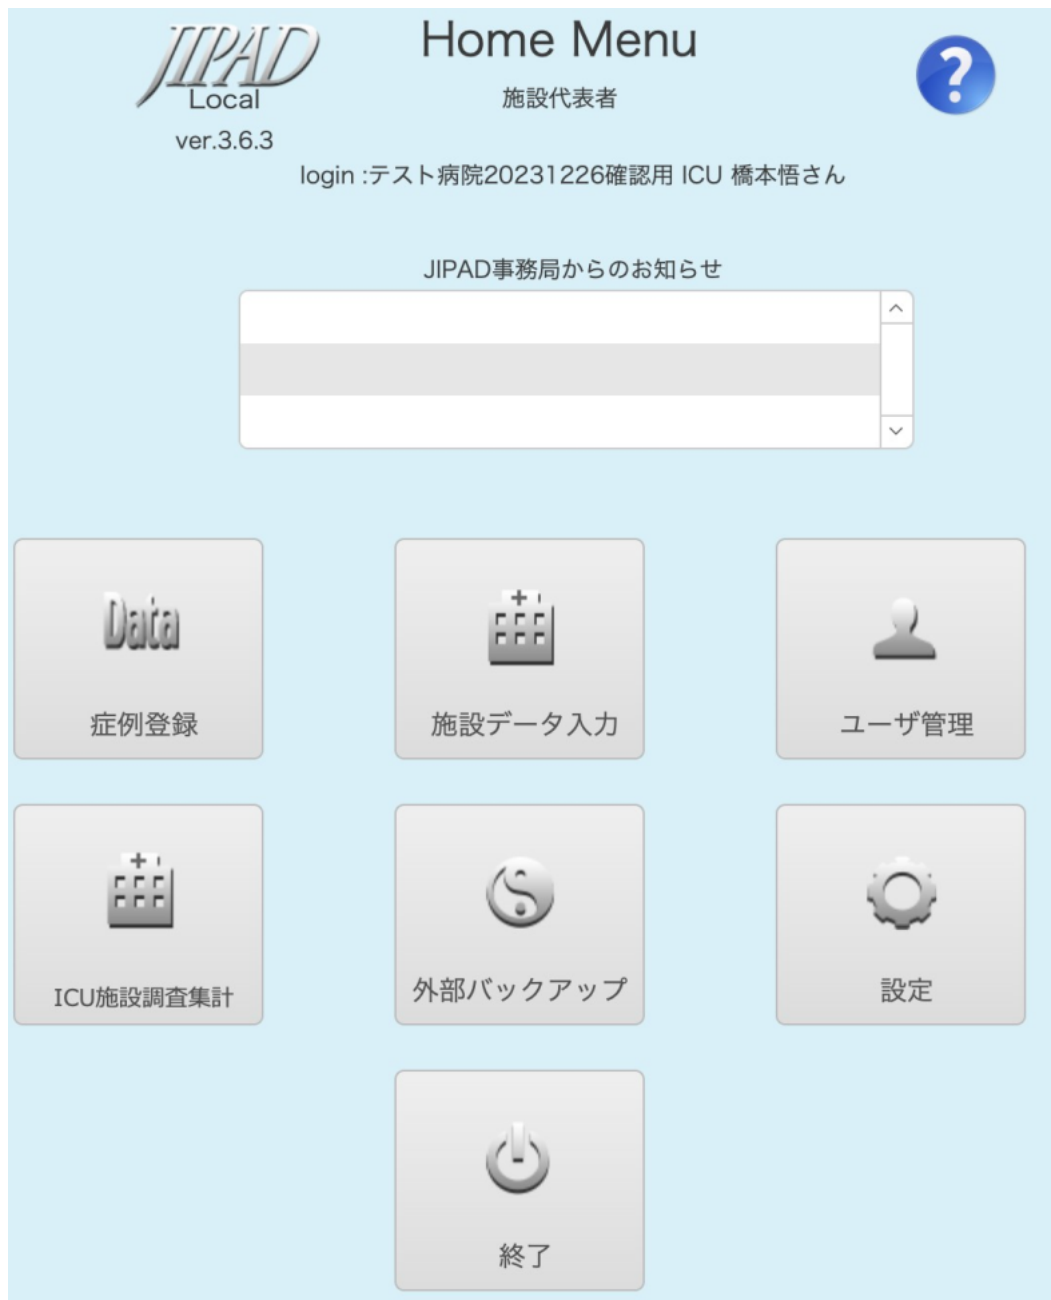 JIPAD
Local
ver.3.6.3
Home Menu
施設代表者
?
login :テスト病院20231226確認用 ICU 橋本悟さん
JIPAD事務局からのお知らせ
Data
症例登録
施設データ入力
ユーザ管理
ICU施設調査集計
外部バックアップ
設定
終了